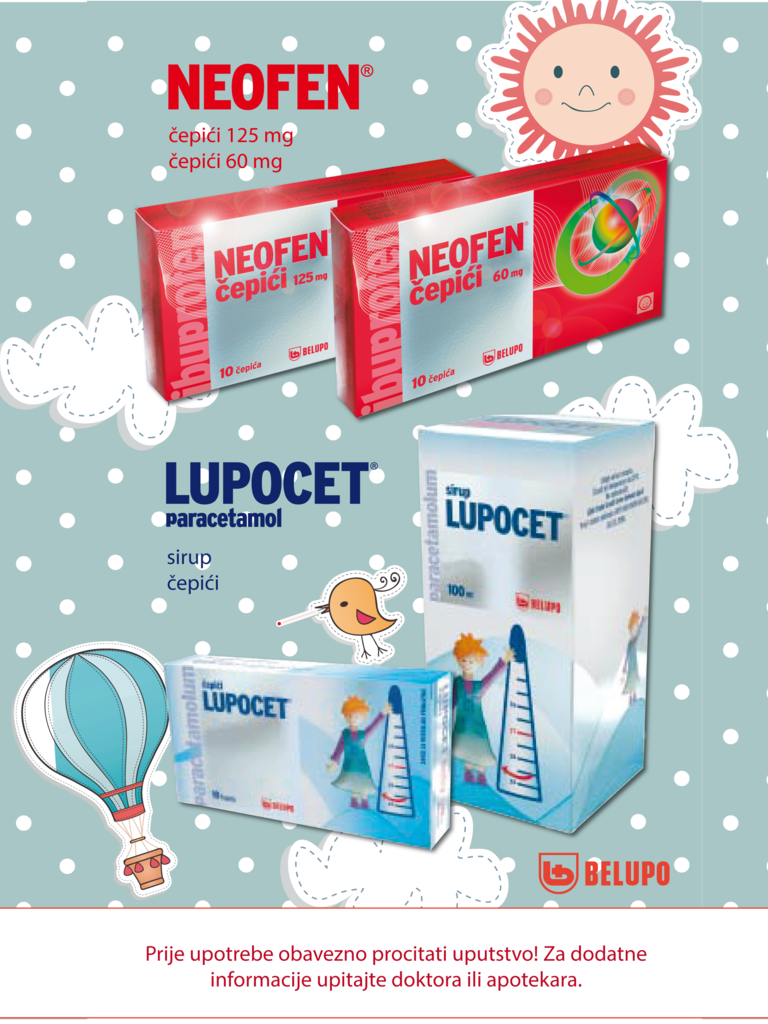 NEOFEN®
čepići 125 mg
čepići 60 mg
ibuprofen
NEOFEN®
čepići 125 mg
10 čepića
BELUPO
ibuprofen
NEOFEN®
čepići 60 mg
10 čepića
BELUPO
LUPOCET®
paracetamol
sirup
čepići
paracetamolum
sirup
LUPOCET
100 ml
BELUPO
paracetamolum
čepići
LUPOCET
10 čepića
BELUPO
BELUPO
Prije upotrebe obavezno procitati uputstvo! Za dodatne
informacije upitajte doktora ili apotekara.